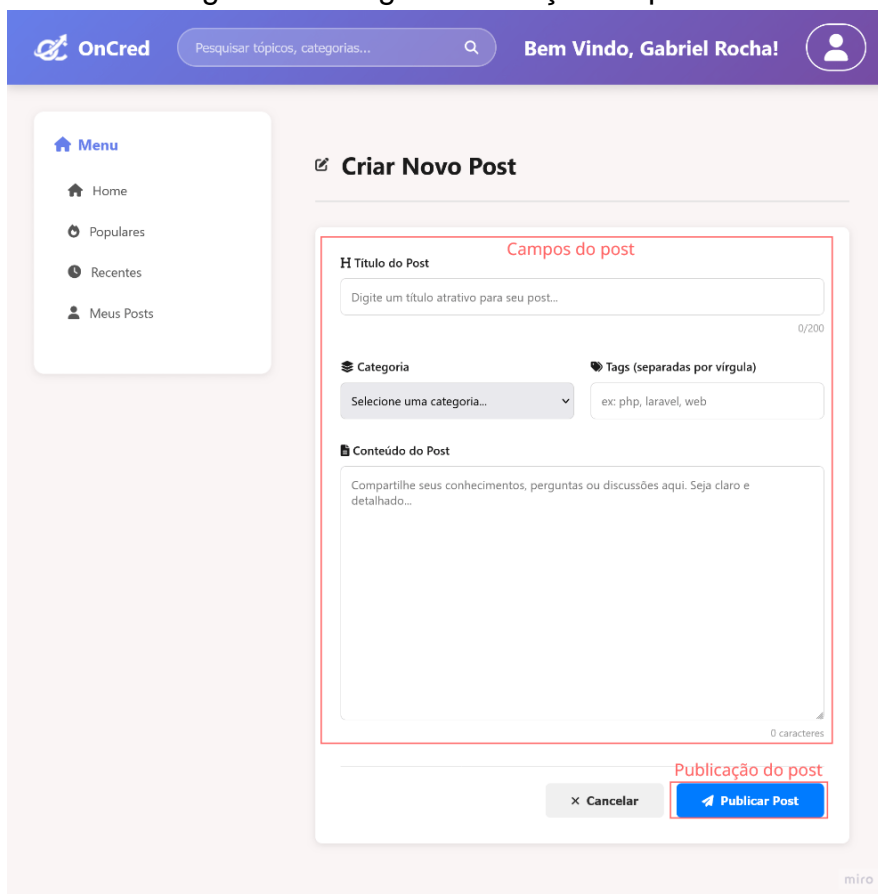 OnCred
Pesquisar tópicos, categorias...
Bem Vindo, Gabriel Rocha!
Menu
Home
Populares
Recentes
Meus Posts
Criar Novo Post
Campos do post
H Título do Post
Digite um título atrativo para seu post...
0/200
Categoria
Tags (separadas por vírgula)
Selecione uma categoria...
ex: php, laravel, web
Conteúdo do Post
Compartilhe seus conhecimentos, perguntas ou discussões aqui. Seja claro e
detalhado...
0 caracteres
Publicação do post
× Cancelar
Publicar Post
miro